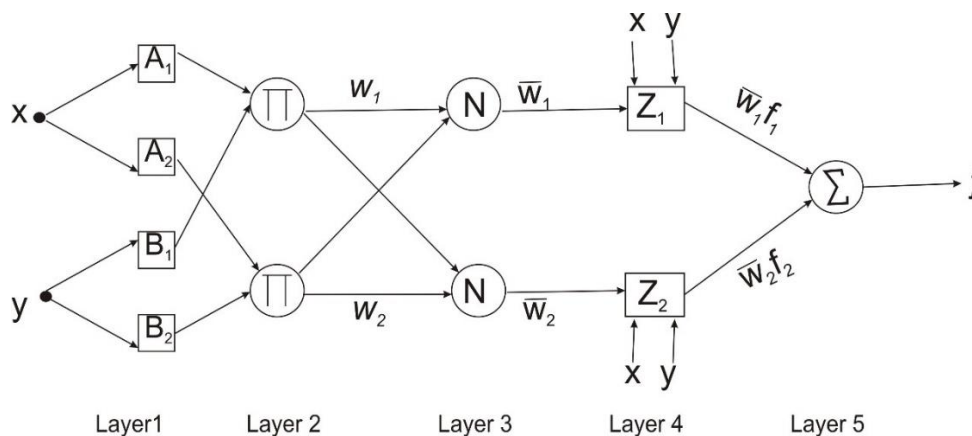 x y
A₁
w₁
w̅₁
∏
N
Z₁
w̅₁f₁
x
A₂
∑
B₁
y
B₂
∏
w₂
N
w̅₂
Z₂
w̅₂f₂
x y
Layer1 Layer 2 Layer 3 Layer 4 Layer 5